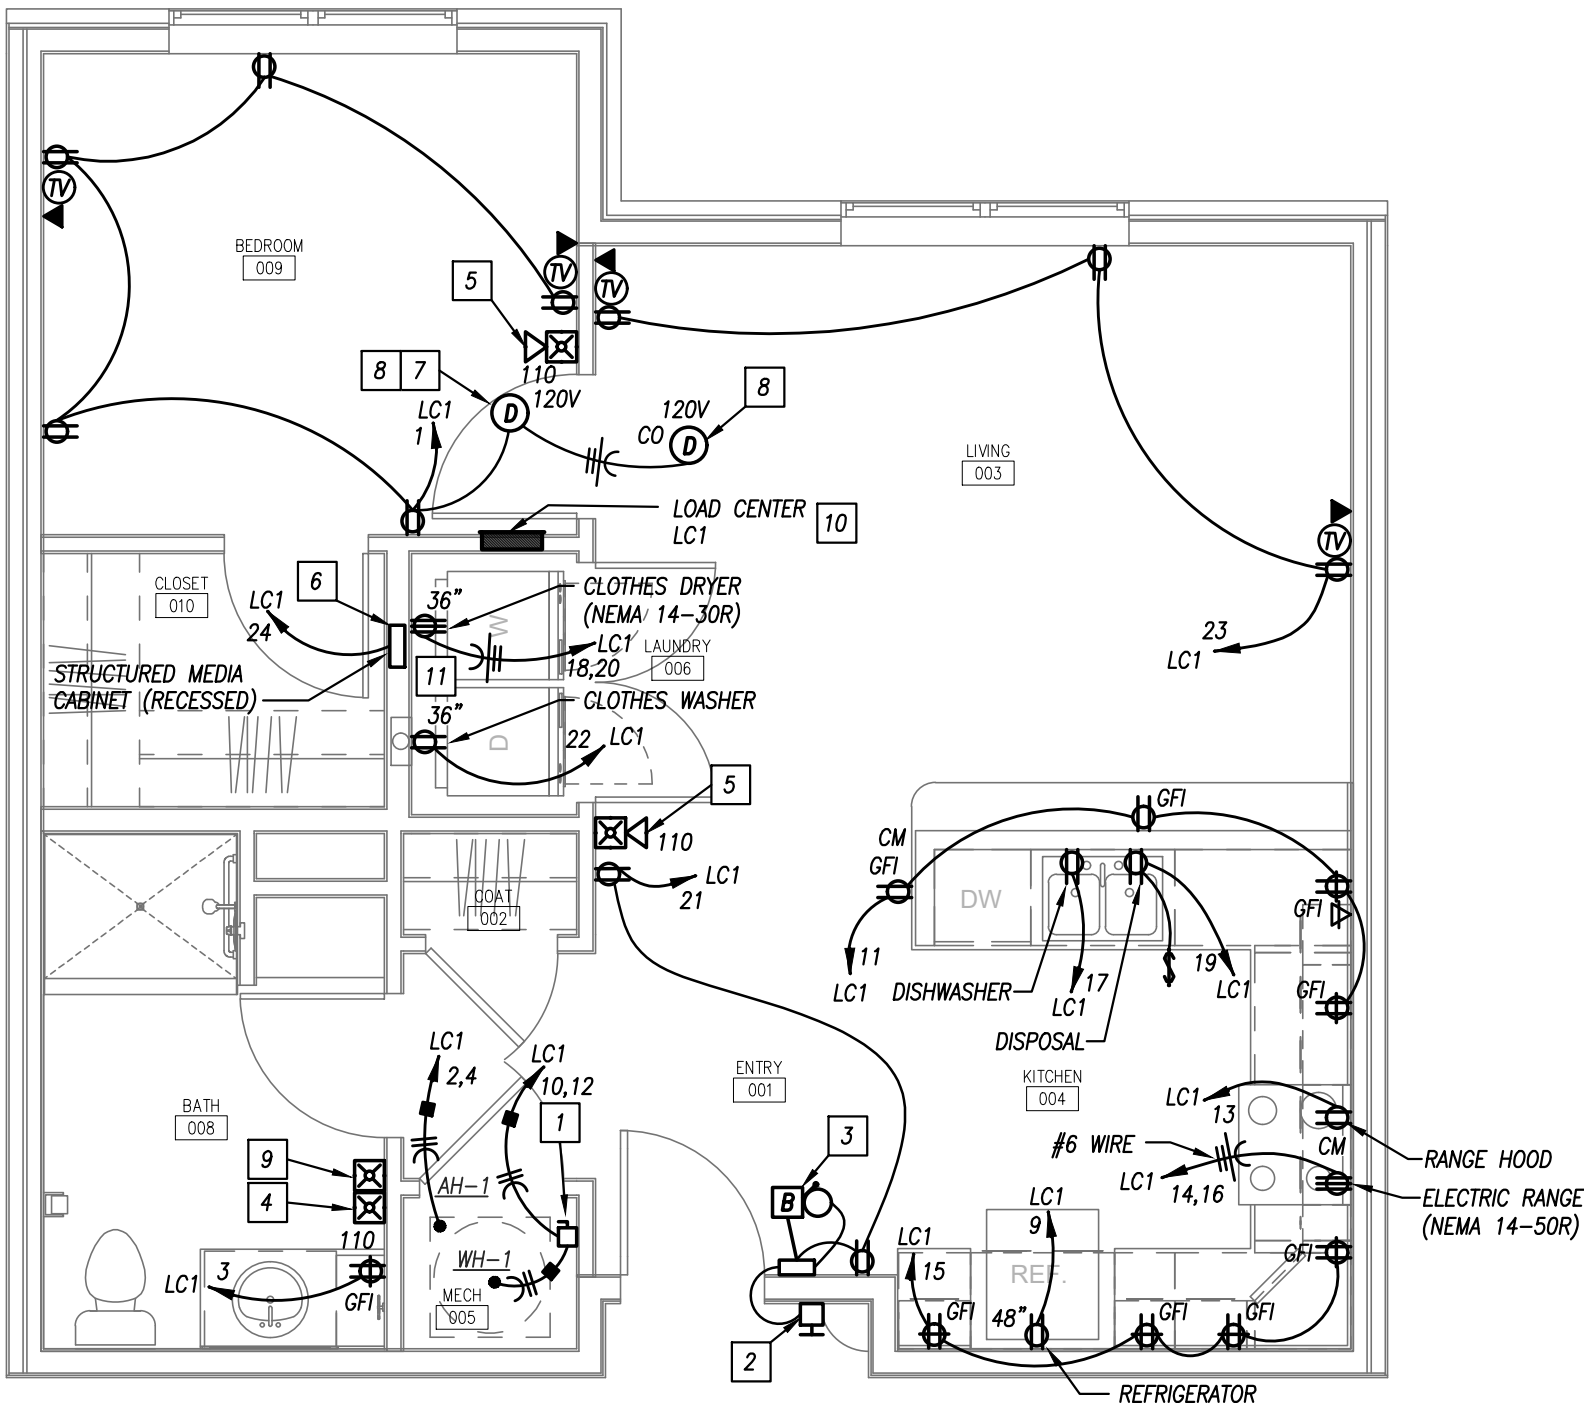 TV
BEDROOM
009
TV
TV
5
110
120V
8 7
D
LC1
1
120V
CO
D
8
LIVING
003
LOAD CENTER
LC1
10
TV
CLOSET
010
6
LC1
24
STRUCTURED MEDIA
CABINET (RECESSED)
36"
CLOTHES DRYER
(NEMA 14-30R)
W
LC1
18,20
11
LAUNDRY
006
23
LC1
36"
CLOTHES WASHER
D
22
LC1
5
110
LC1
21
COAT
002
GFI
CM
GFI
DW
GFI
11
LC1
DISHWASHER
17
LC1
19
LC1
GFI
DISPOSAL
LC1
2,4
LC1
10,12
1
ENTRY
001
KITCHEN
004
LC1
13
CM
RANGE HOOD
#6 WIRE
LC1
14,16
ELECTRIC RANGE
(NEMA 14-50R)
BATH
008
9
4
110
AH-1
WH-1
MECH
005
LC1
3
GFI
3
B
2
LC1
15
LC1
9
REF.
48"
GFI
GFI
GFI
GFI
REFRIGERATOR